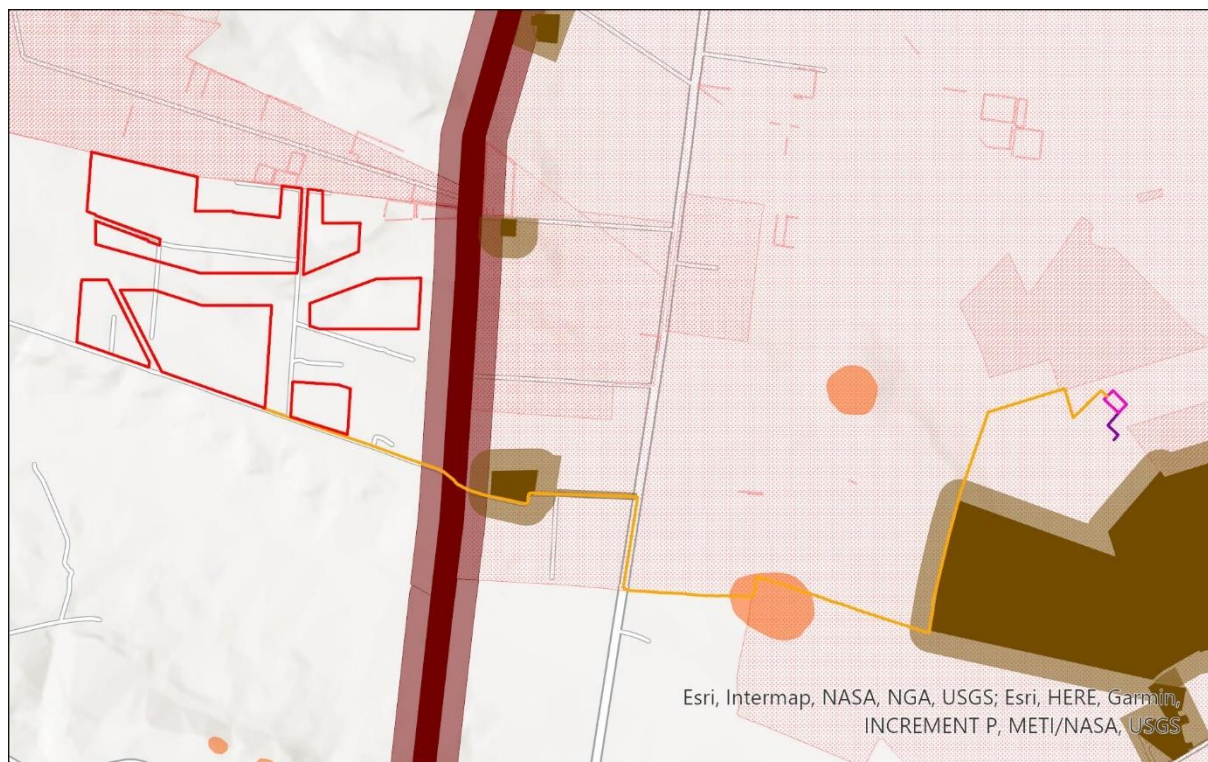 Esri, Intermap, NASA, NGA, USGS; Esri, HERE, Garmin,
INCREMENT P, METI/NASA, USGS